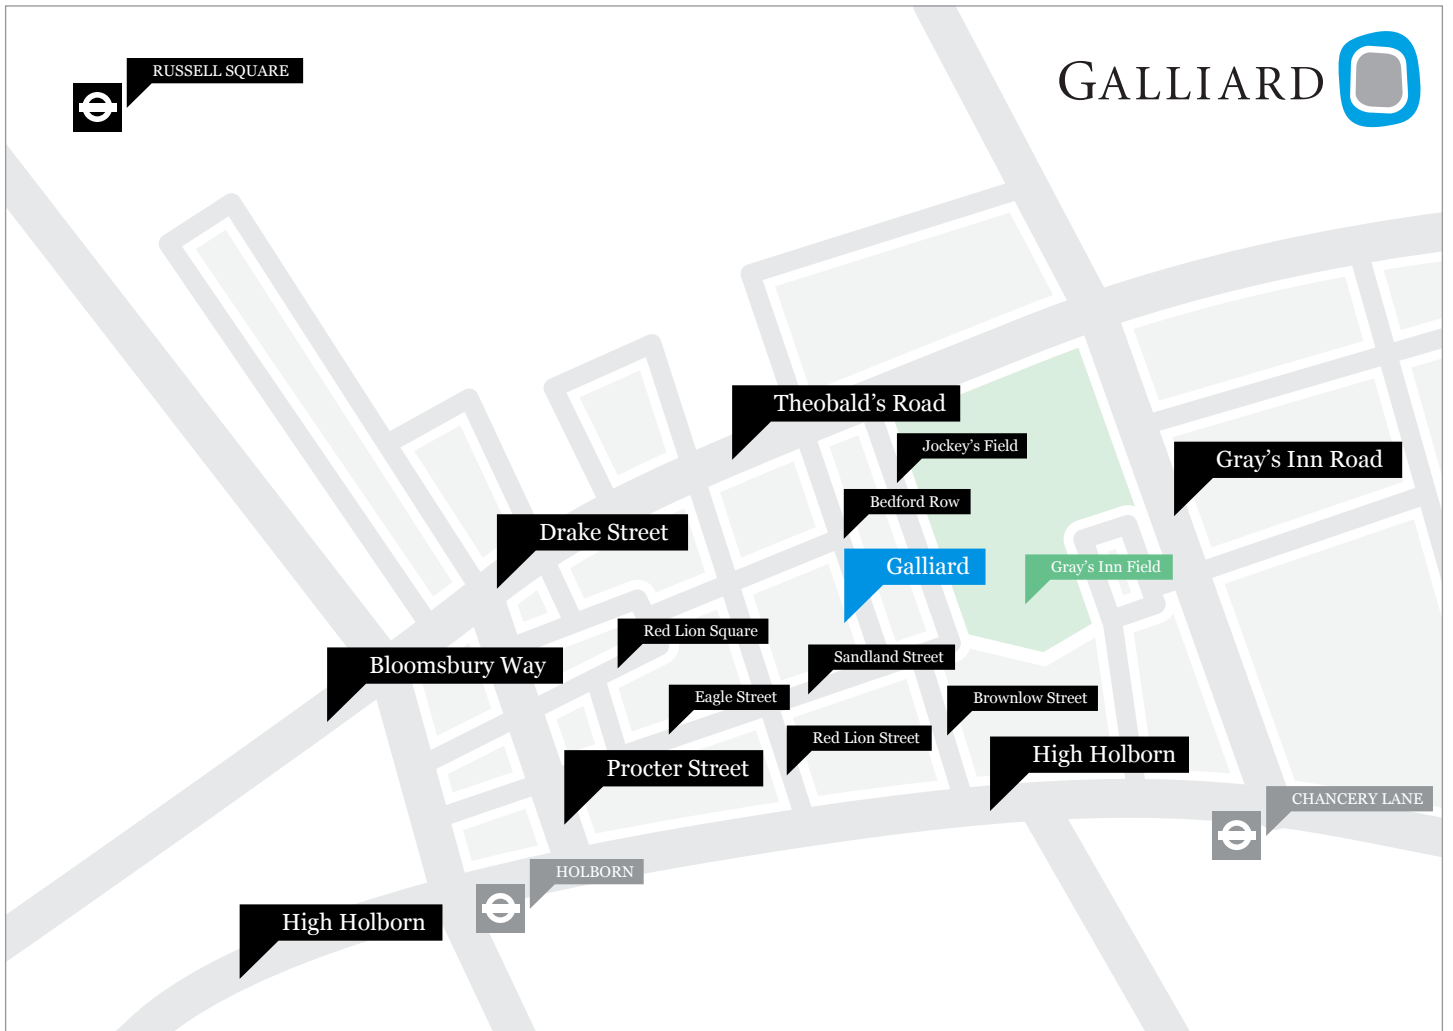 RUSSELL SQUARE
GALLIARD
Theobald’s Road
Jockey’s Field
Gray’s Inn Road
Bedford Row
Drake Street
Galliard
Gray’s Inn Field
Red Lion Square
Sandland Street
Bloomsbury Way
Eagle Street
Brownlow Street
Red Lion Street
High Holborn
Procter Street
CHANCERY LANE
HOLBORN
High Holborn